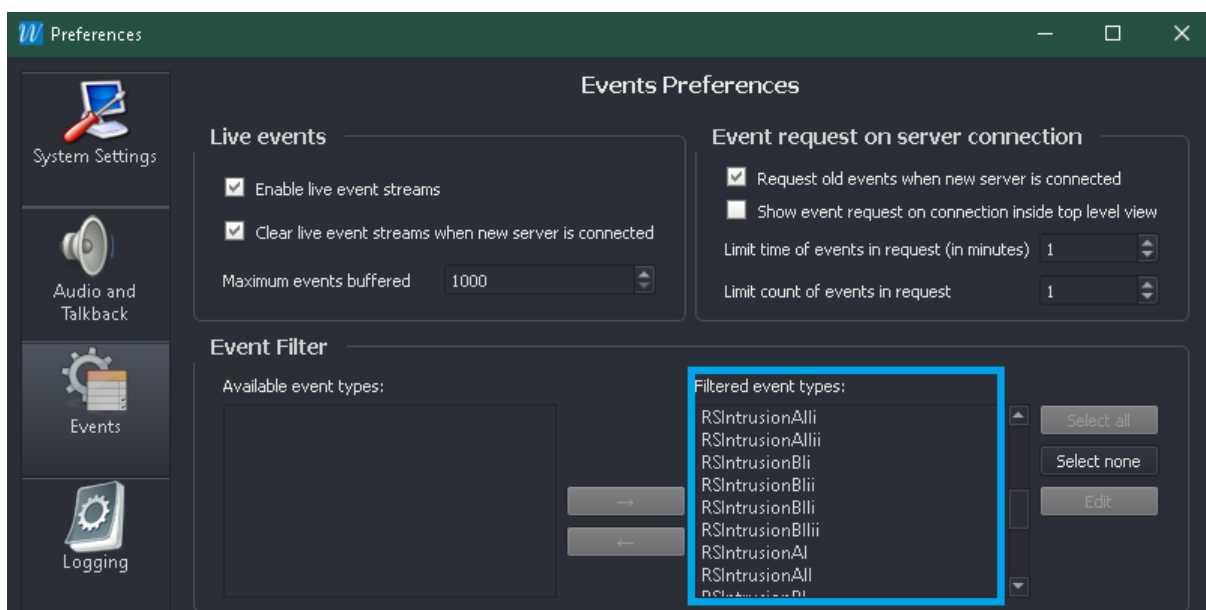 Preferences
Events Preferences
System Settings
Audio and
Talkback
Events
Logging
Live events
Enable live event streams
Clear live event streams when new server is connected
Maximum events buffered 1000
Event request on server connection
Request old events when new server is connected
Show event request on connection inside top level view
Limit time of events in request (in minutes) 1
Limit count of events in request 1
Event Filter
Available event types:
→
←
Filtered event types:
RSIntrusionAIIi
RSIntrusionAIIii
RSIntrusionBIi
RSIntrusionBIii
RSIntrusionBIIi
RSIntrusionBIIii
RSIntrusionAI
RSIntrusionAII
Select all
Select none
Edit